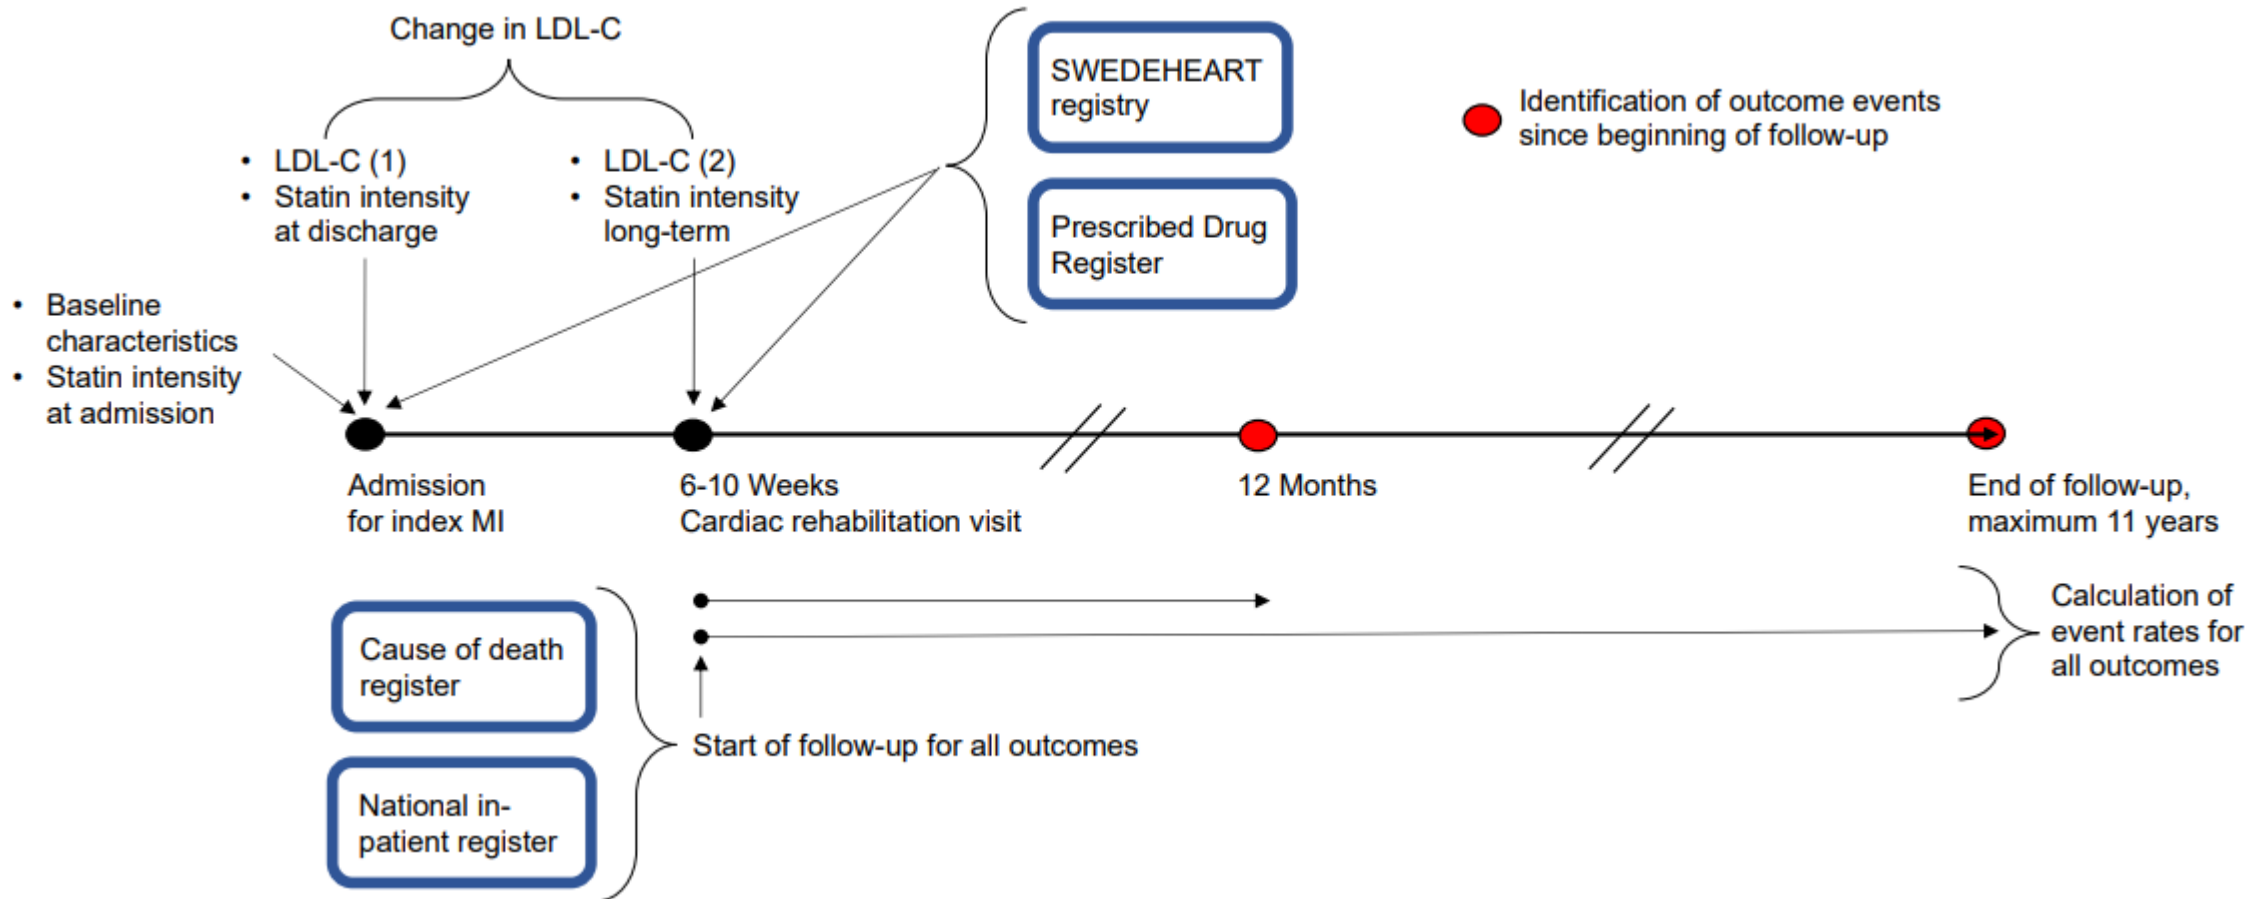 Change in LDL-C
• LDL-C (1)
• Statin intensity
at discharge
• LDL-C (2)
• Statin intensity
long-term
SWEDEHEART
registry
Prescribed Drug
Register
Identification of outcome events
since beginning of follow-up
• Baseline
characteristics
• Statin intensity
at admission
Admission
for index MI
6-10 Weeks
Cardiac rehabilitation visit
12 Months
End of follow-up,
maximum 11 years
Cause of death
register
National in-
patient register
Start of follow-up for all outcomes
Calculation of
event rates for
all outcomes